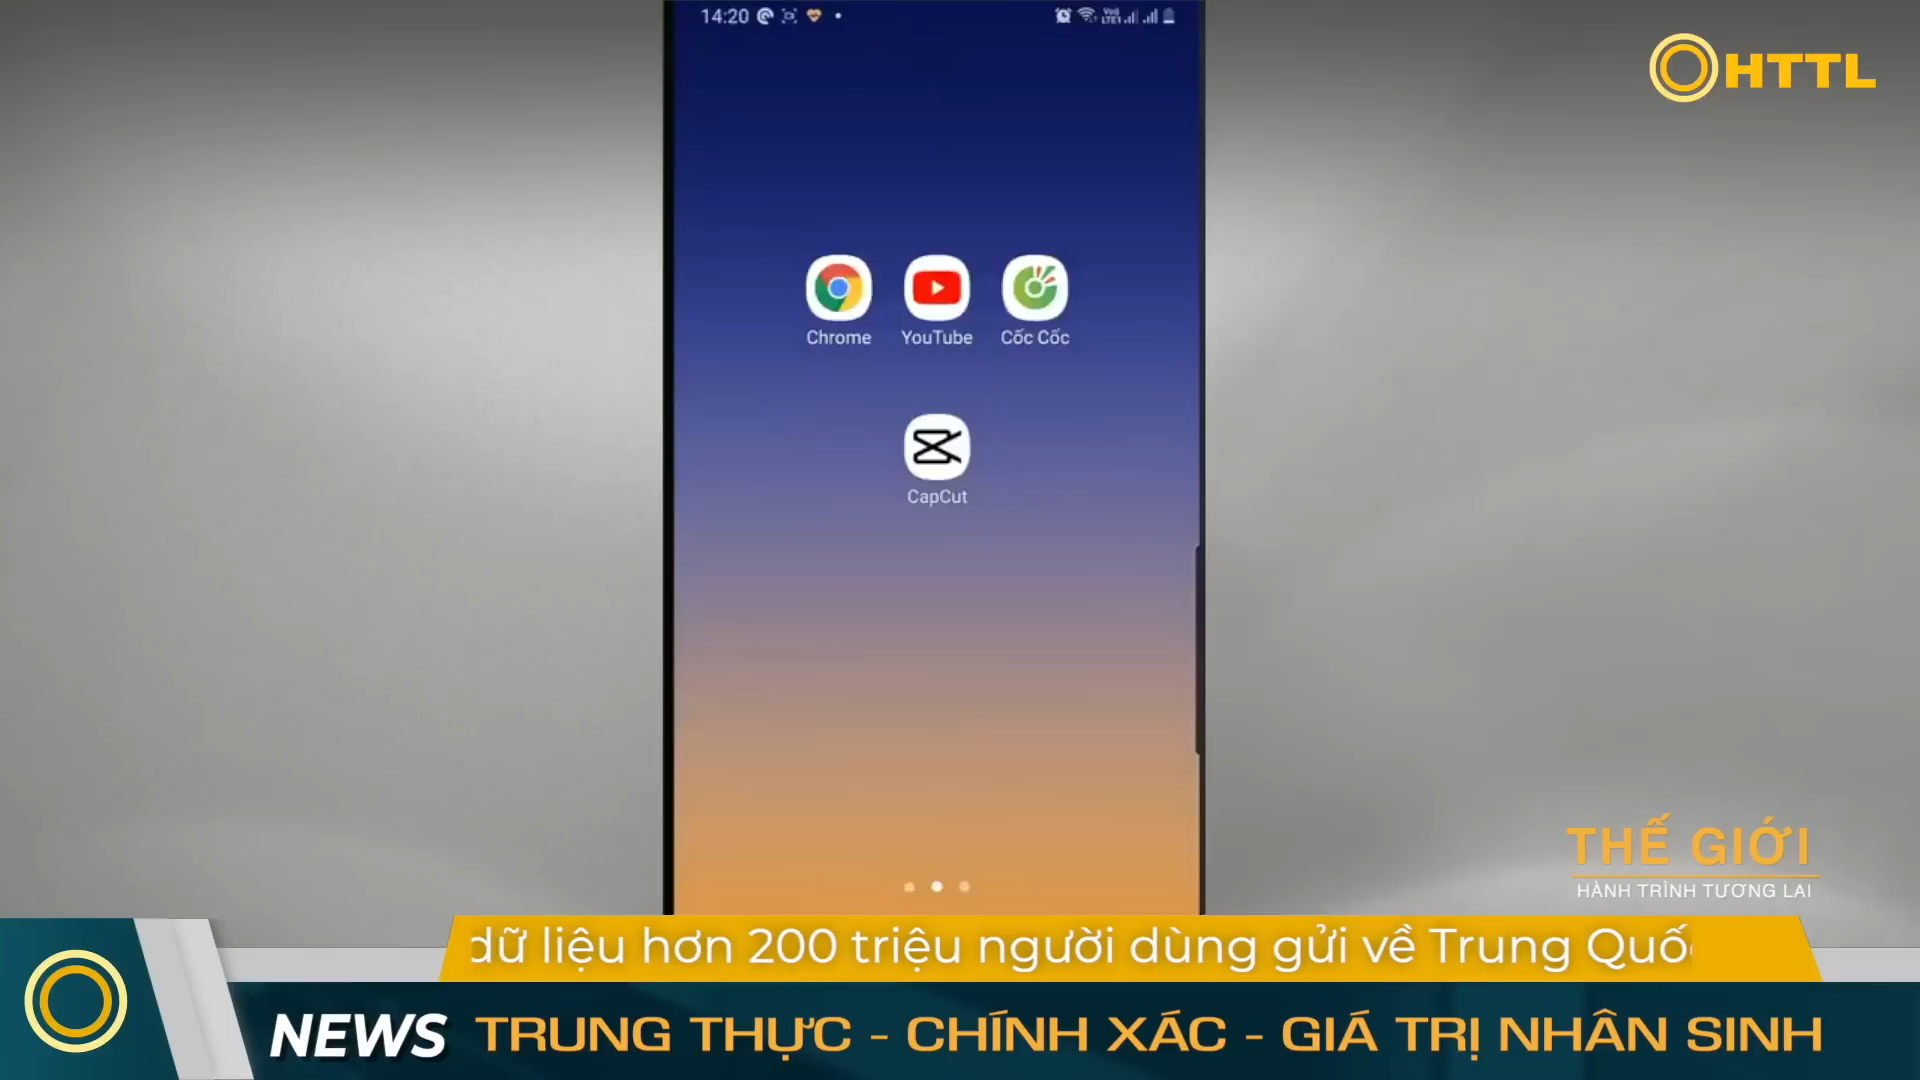 14:20
HTTL
Chrome YouTube Cốc Cốc
CapCut
THẾ GIỚI
HÀNH TRÌNH TƯƠNG LAI
dữ liệu hơn 200 triệu người dùng gửi về Trung Quốc
NEWS TRUNG THỰC - CHÍNH XÁC - GIÁ TRỊ NHÂN SINH